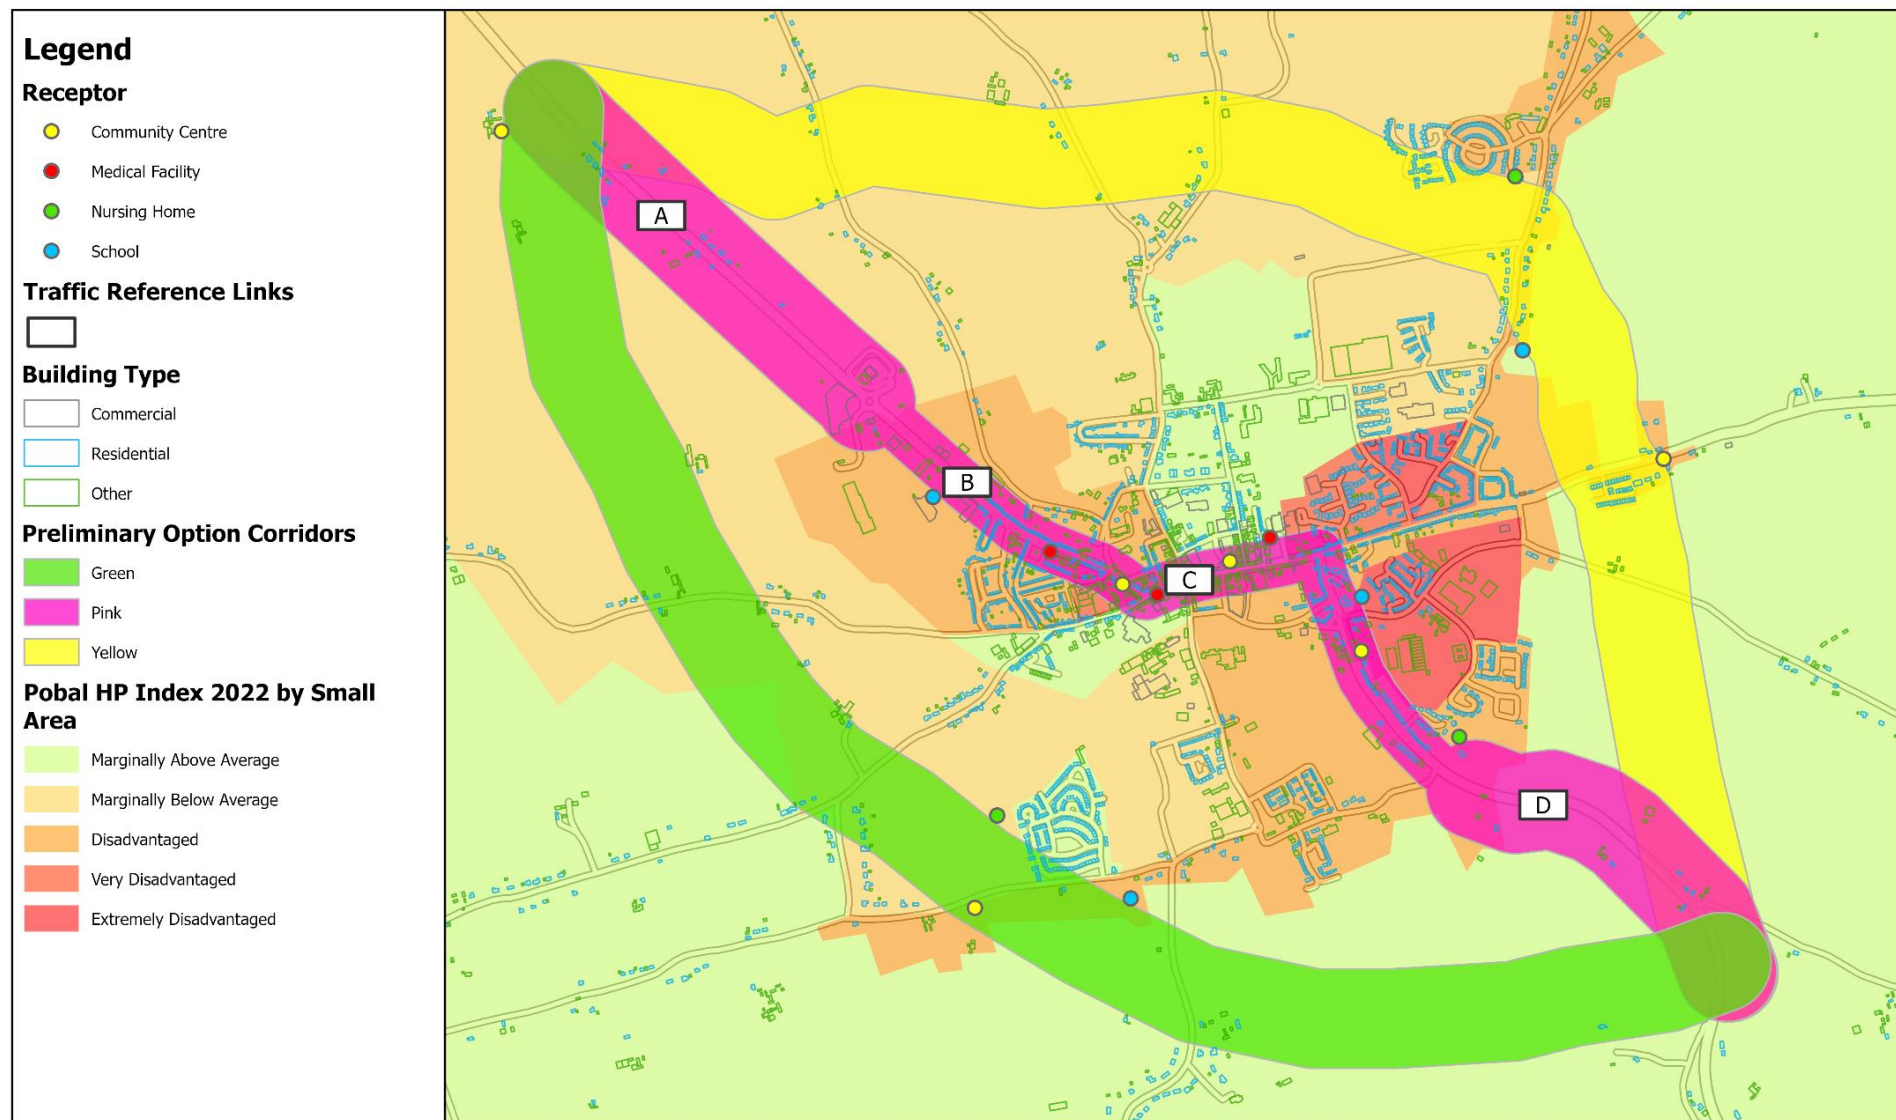 Legend
Receptor
Community Centre
Medical Facility
Nursing Home
School
Traffic Reference Links
Building Type
Commercial
Residential
Other
Preliminary Option Corridors
Green
Pink
Yellow
Pobal HP Index 2022 by Small
Area
Marginally Above Average
Marginally Below Average
Disadvantaged
Very Disadvantaged
Extremely Disadvantaged
A
B
C
D